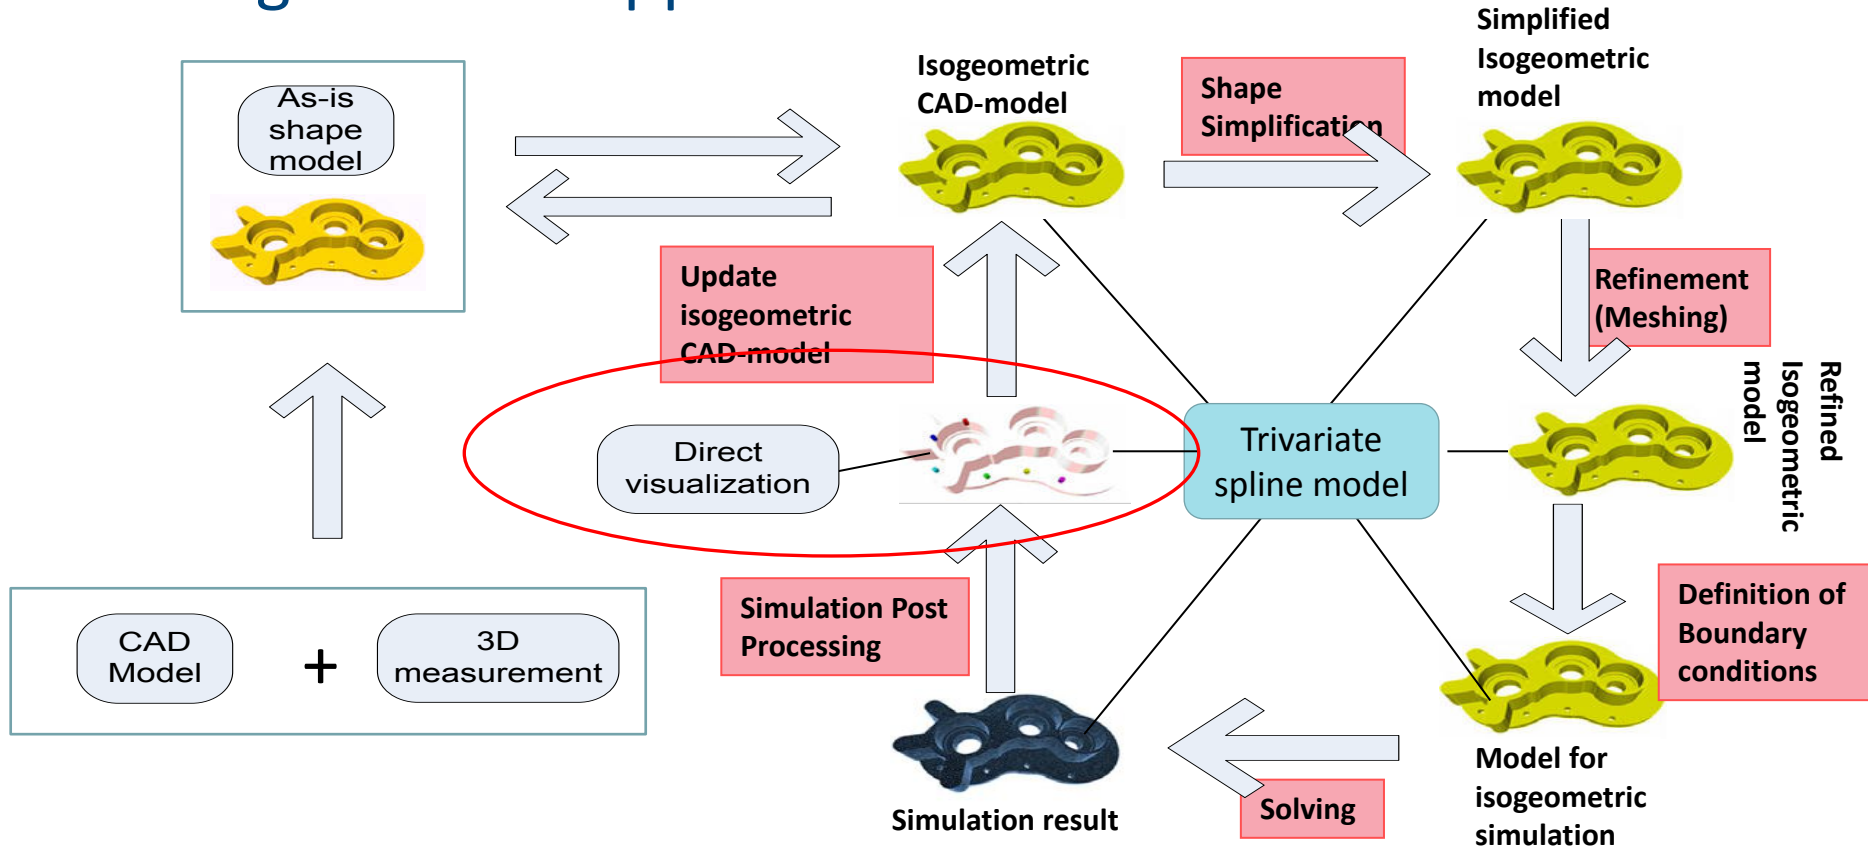 As-is
shape
model
Isogeometric
CAD-model
Shape
Simplification
Simplified
Isogeometric
model
Update
isogeometric
CAD-model
Refinement
(Meshing)
Refined
Isogeometric
model
Direct
visualization
Trivariate
spline model
CAD
Model
+
3D
measurement
Simulation Post
Processing
Definition of
Boundary
conditions
Simulation result
Solving
Model for
isogeometric
simulation